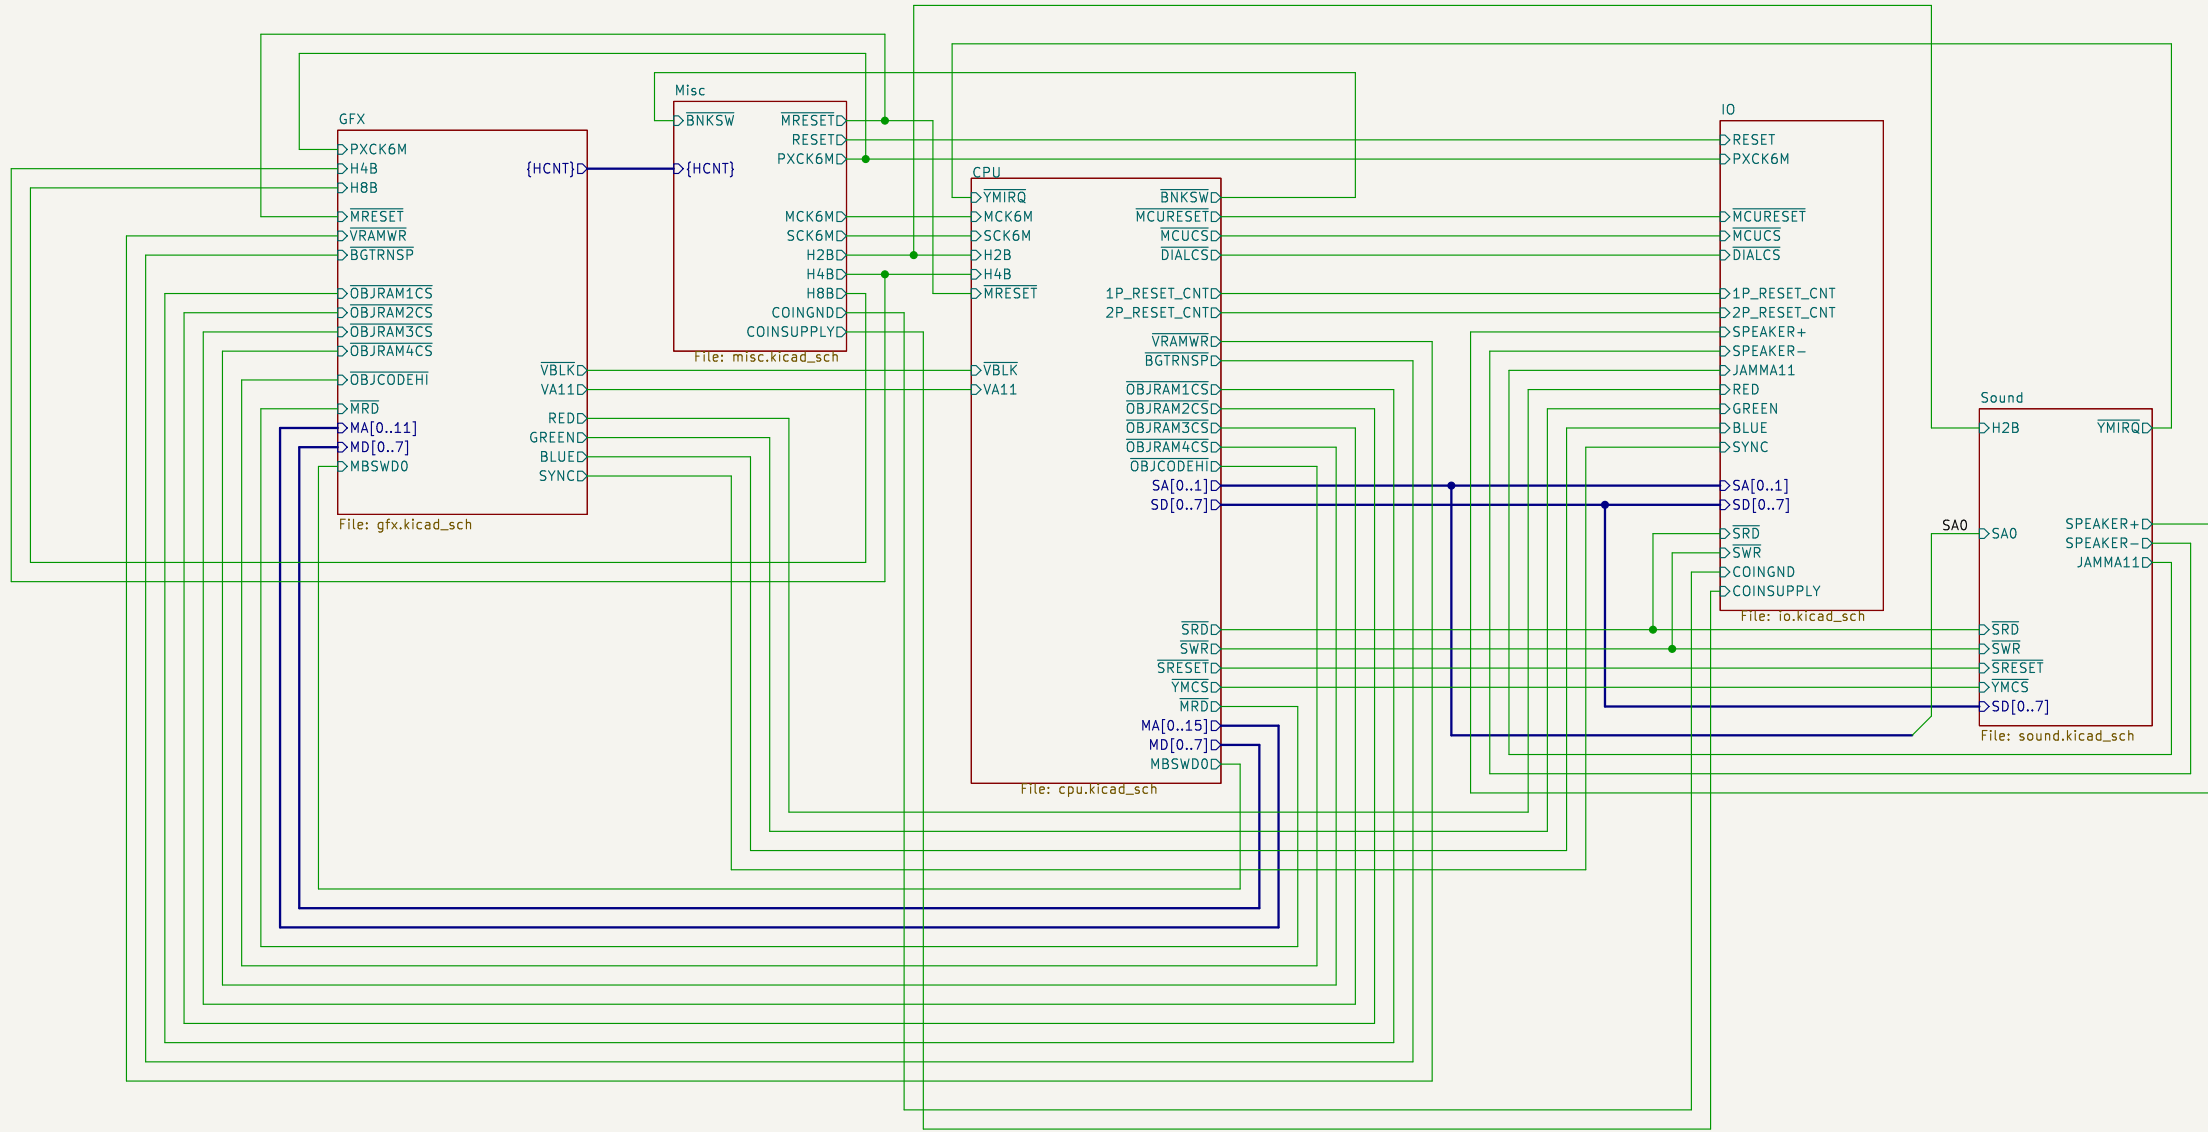 GFX
PXCK6M
H4B
H8B
MRESET
VRAMWR
BGTRNSP
OBJRAM1CS
OBJRAM2CS
OBJRAM3CS
OBJRAM4CS
OBJCODEHI
MRD
MA[0..11]
MD[0..7]
MBSWD0
{HCNT}
VBLK
VA11
RED
GREEN
BLUE
SYNC
File: gfx.kicad_sch
Misc
BNKSW
{HCNT}
MRESET
RESET
PXCK6M
MCK6M
SCK6M
H2B
H4B
H8B
COINGND
COINSUPPLY
File: misc.kicad_sch
CPU
YMIRQ
MCK6M
SCK6M
H2B
H4B
MRESET
VBLK
VA11
BNKSW
MCURESET
MCUCS
DIALCS
1P_RESET_CNT
2P_RESET_CNT
VRAMWR
BGTRNSP
OBJRAM1CS
OBJRAM2CS
OBJRAM3CS
OBJRAM4CS
OBJCODEHI
SA[0..1]
SD[0..7]
SRD
SWR
SRESET
YMCS
MRD
MA[0..15]
MD[0..7]
MBSWD0
File: cpu.kicad_sch
IO
RESET
PXCK6M
MCURESET
MCUCS
DIALCS
1P_RESET_CNT
2P_RESET_CNT
SPEAKER+
SPEAKER-
JAMMA11
RED
GREEN
BLUE
SYNC
SA[0..1]
SD[0..7]
SRD
SWR
COINGND
COINSUPPLY
File: io.kicad_sch
Sound
H2B
SA0
SA0
SRD
SWR
SRESET
YMCS
SD[0..7]
YMIRQ
SPEAKER+
SPEAKER-
JAMMA11
File: sound.kicad_sch